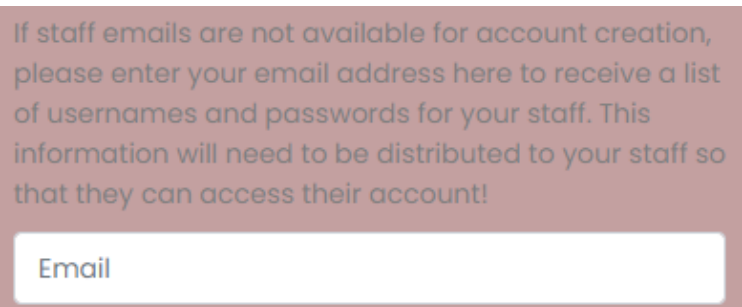 If staff emails are not available for account creation,
please enter your email address here to receive a list
of usernames and passwords for your staff. This
information will need to be distributed to your staff so
that they can access their account!
Email